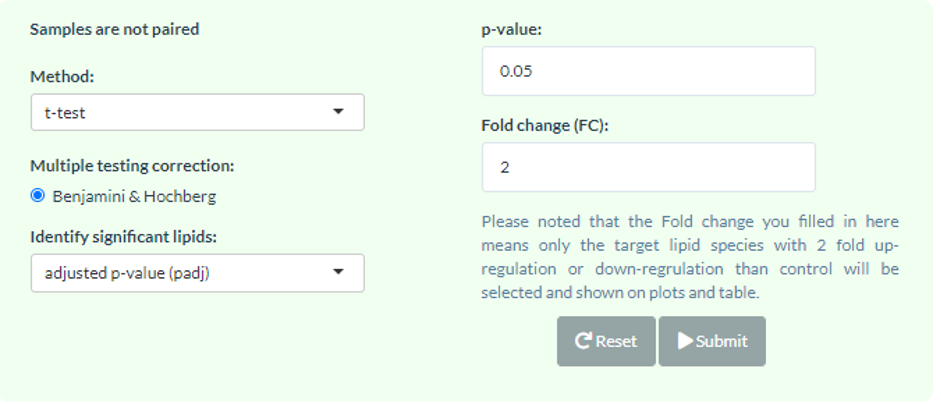 Samples are not paired
Method:
t-test
Multiple testing correction:
Benjamini & Hochberg
Identify significant lipids:
adjusted p-value (padj)
p-value:
0.05
Fold change (FC):
2
Please noted that the Fold change you filled in here
means only the target lipid species with 2 fold up-
regulation or down-regrulation than control will be
selected and shown on plots and table.
Reset
Submit